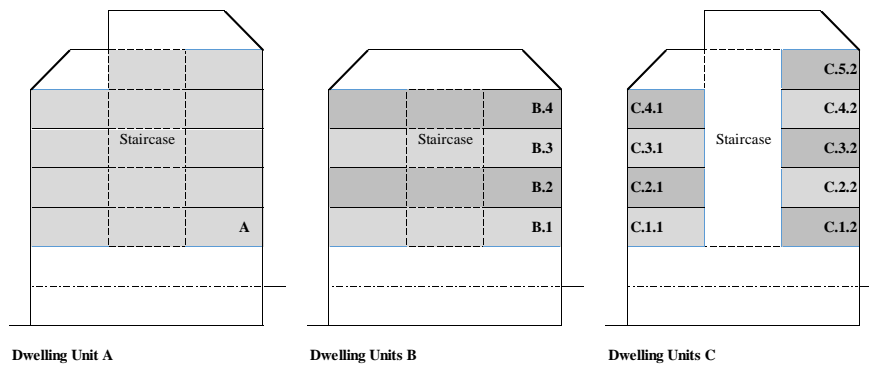 Staircase
A
Dwelling Unit A
B.4
Staircase
B.3
B.2
B.1
Dwelling Units B
C.5.2
C.4.1
C.4.2
Staircase
C.3.1
C.3.2
C.2.1
C.2.2
C.1.1
C.1.2
Dwelling Units C